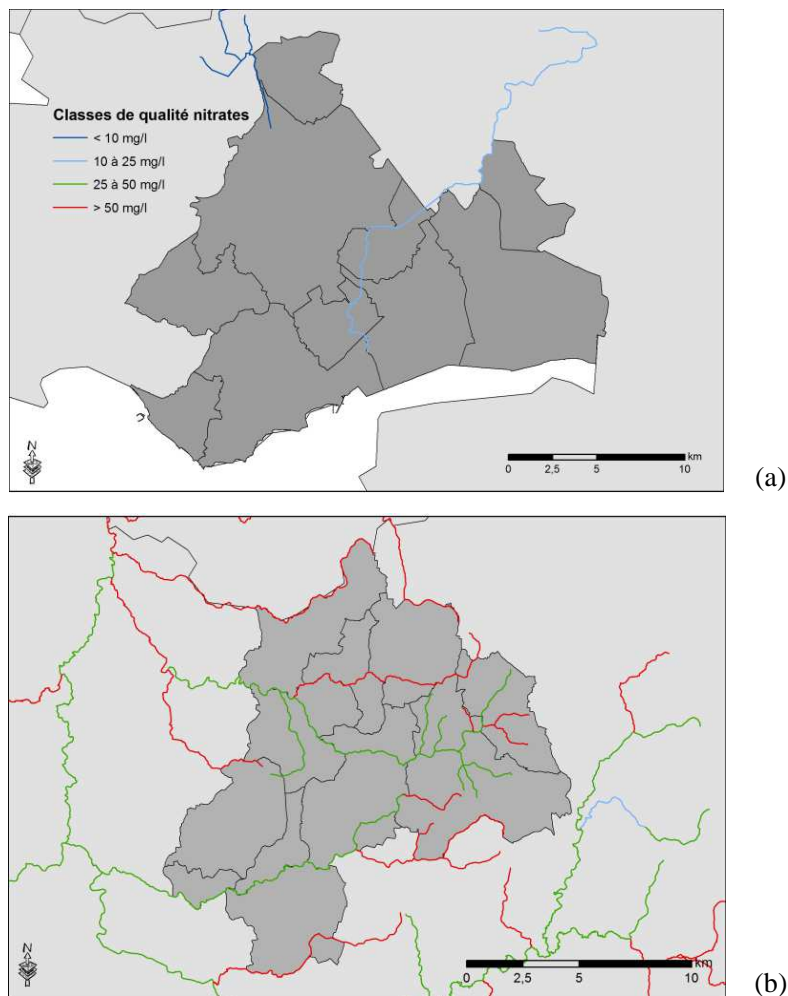 Classes de qualité nitrates
< 10 mg/l
10 à 25 mg/l
25 à 50 mg/l
> 50 mg/l
N
km
0 2,5 5 10
(a)
N
km
0 2,5 5 10
(b)